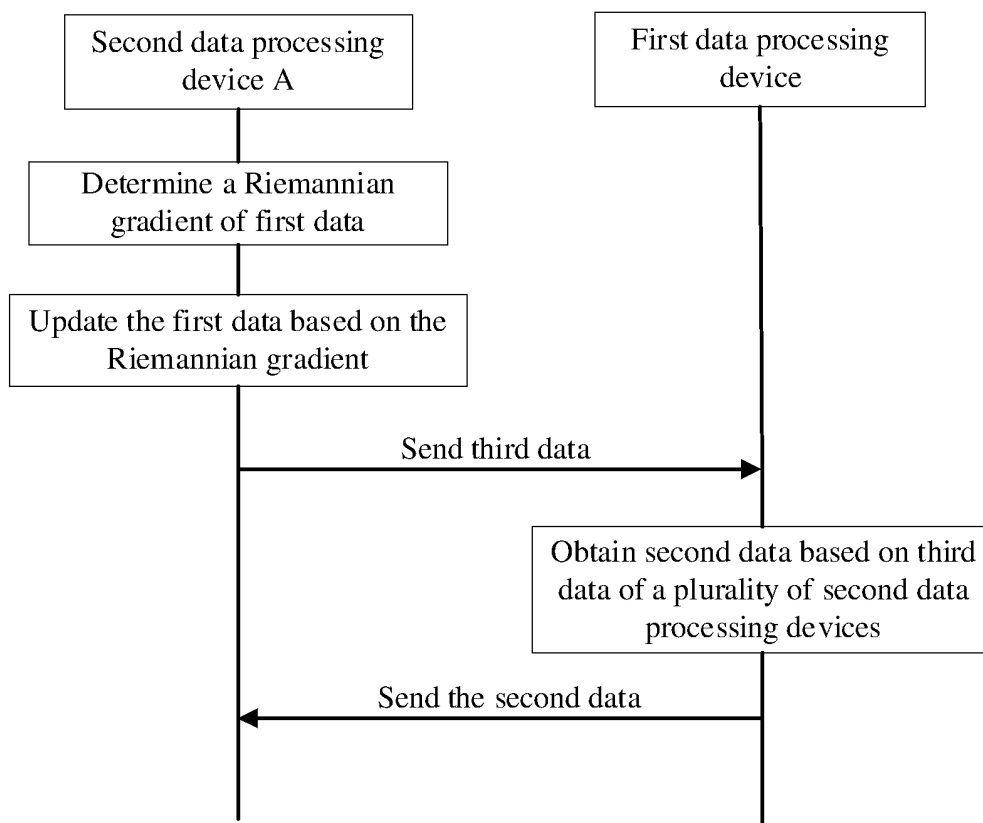 Second data processing
device A
First data processing
device
Determine a Riemannian
gradient of first data
Update the first data based on the
Riemannian gradient
Send third data
Obtain second data based on third
data of a plurality of second data
processing devices
Send the second data